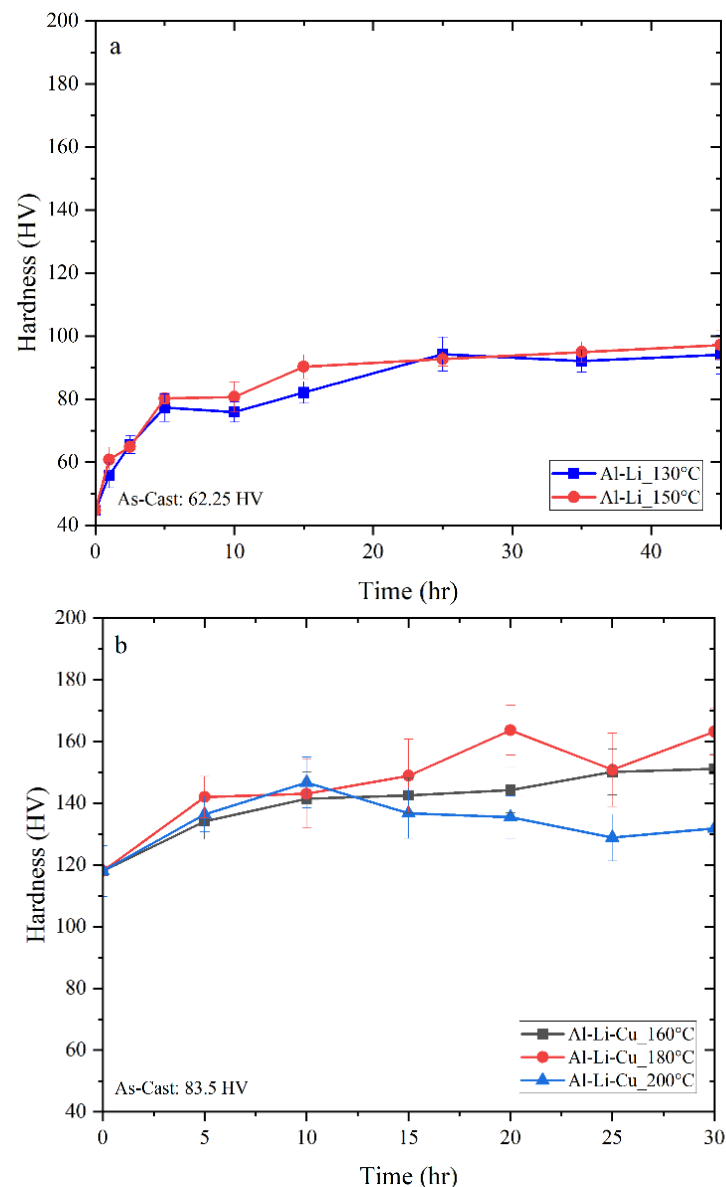 a
200
180
160
140
120
100
80
60
40
Hardness (HV)
As-Cast: 62.25 HV
Al-Li_130°C
Al-Li_150°C
0 10 20 30 40
Time (hr)
b
200
180
160
140
120
100
80
60
40
Hardness (HV)
Al-Li-Cu_160°C
Al-Li-Cu_180°C
Al-Li-Cu_200°C
As-Cast: 83.5 HV
0 5 10 15 20 25 30
Time (hr)